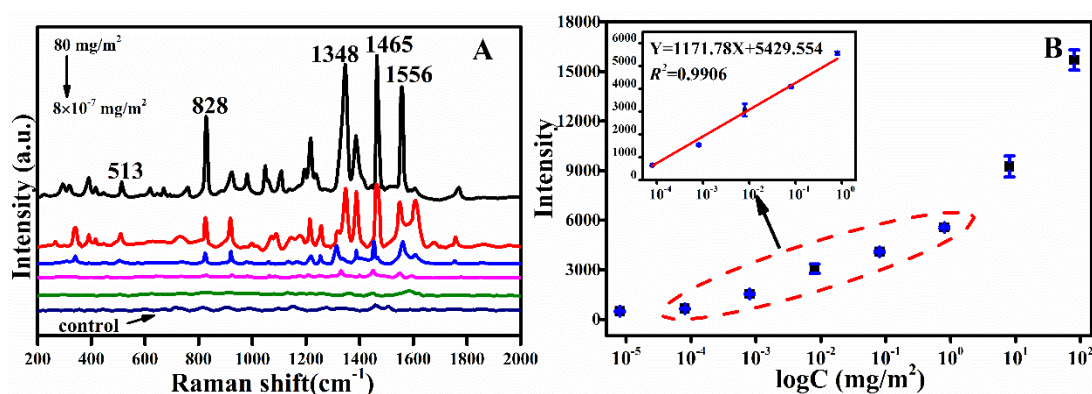 A
80 mg/m²
8×10⁻⁷ mg/m²
513
828
1348
1465
1556
control
Intensity (a.u.)
200 400 600 800 1000 1200 1400 1600 1800 2000
Raman shift(cm⁻¹)
B
18000
15000
12000
9000
6000
3000
0
Intensity
Y=1171.78X+5429.554
R²=0.9906
6000
5000
4000
3000
2000
1000
0
10⁻⁴ 10⁻³ 10⁻² 10⁻¹ 10⁰
10⁻⁵ 10⁻⁴ 10⁻³ 10⁻² 10⁻¹ 10⁰ 10¹ 10²
logC (mg/m²)